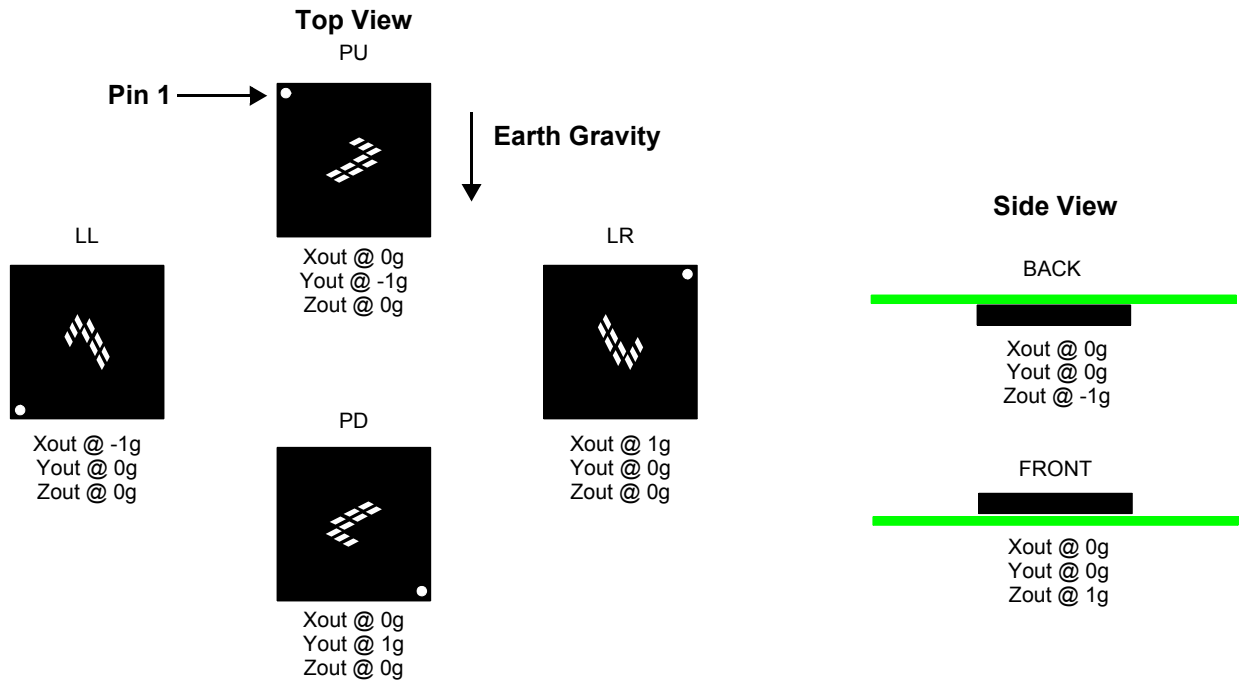 Top View
PU
Pin 1
Earth Gravity
Xout @ 0g
Yout @ -1g
Zout @ 0g
LL
Xout @ -1g
Yout @ 0g
Zout @ 0g
LR
Xout @ 1g
Yout @ 0g
Zout @ 0g
PD
Xout @ 0g
Yout @ 1g
Zout @ 0g
Side View
BACK
Xout @ 0g
Yout @ 0g
Zout @ -1g
FRONT
Xout @ 0g
Yout @ 0g
Zout @ 1g